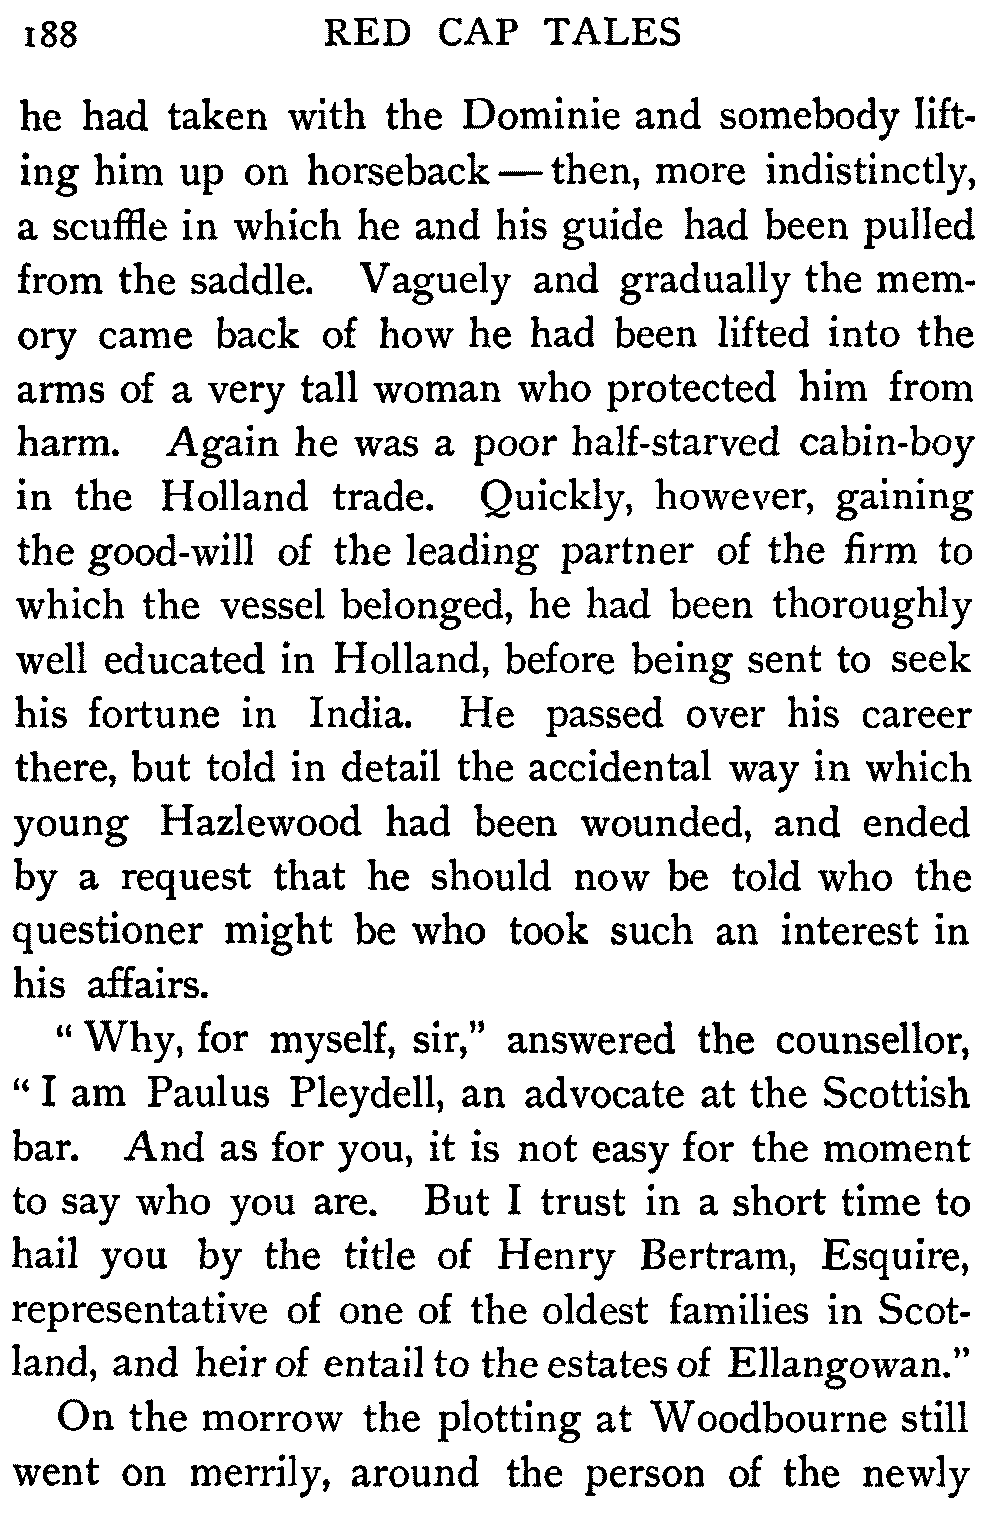 188 RED CAP TALES
he had taken with the Dominie and somebody lift-
ing him up on horseback — then, more indistinctly,
a scuffle in which he and his guide had been pulled
from the saddle. Vaguely and gradually the mem-
ory came back of how he had been lifted into the
arms of a very tall woman who protected him from
harm. Again he was a poor half-starved cabin-boy
in the Holland trade. Quickly, however, gaining
the good-will of the leading partner of the firm to
which the vessel belonged, he had been thoroughly
well educated in Holland, before being sent to seek
his fortune in India. He passed over his career
there, but told in detail the accidental way in which
young Hazlewood had been wounded, and ended
by a request that he should now be told who the
questioner might be who took such an interest in
his affairs.
“ Why, for myself, sir,” answered the counsellor,
“ I am Paulus Pleydell, an advocate at the Scottish
bar. And as for you, it is not easy for the moment
to say who you are. But I trust in a short time to
hail you by the title of Henry Bertram, Esquire,
representative of one of the oldest families in Scot-
land, and heir of entail to the estates of Ellangowan.”
On the morrow the plotting at Woodbourne still
went on merrily, around the person of the newly